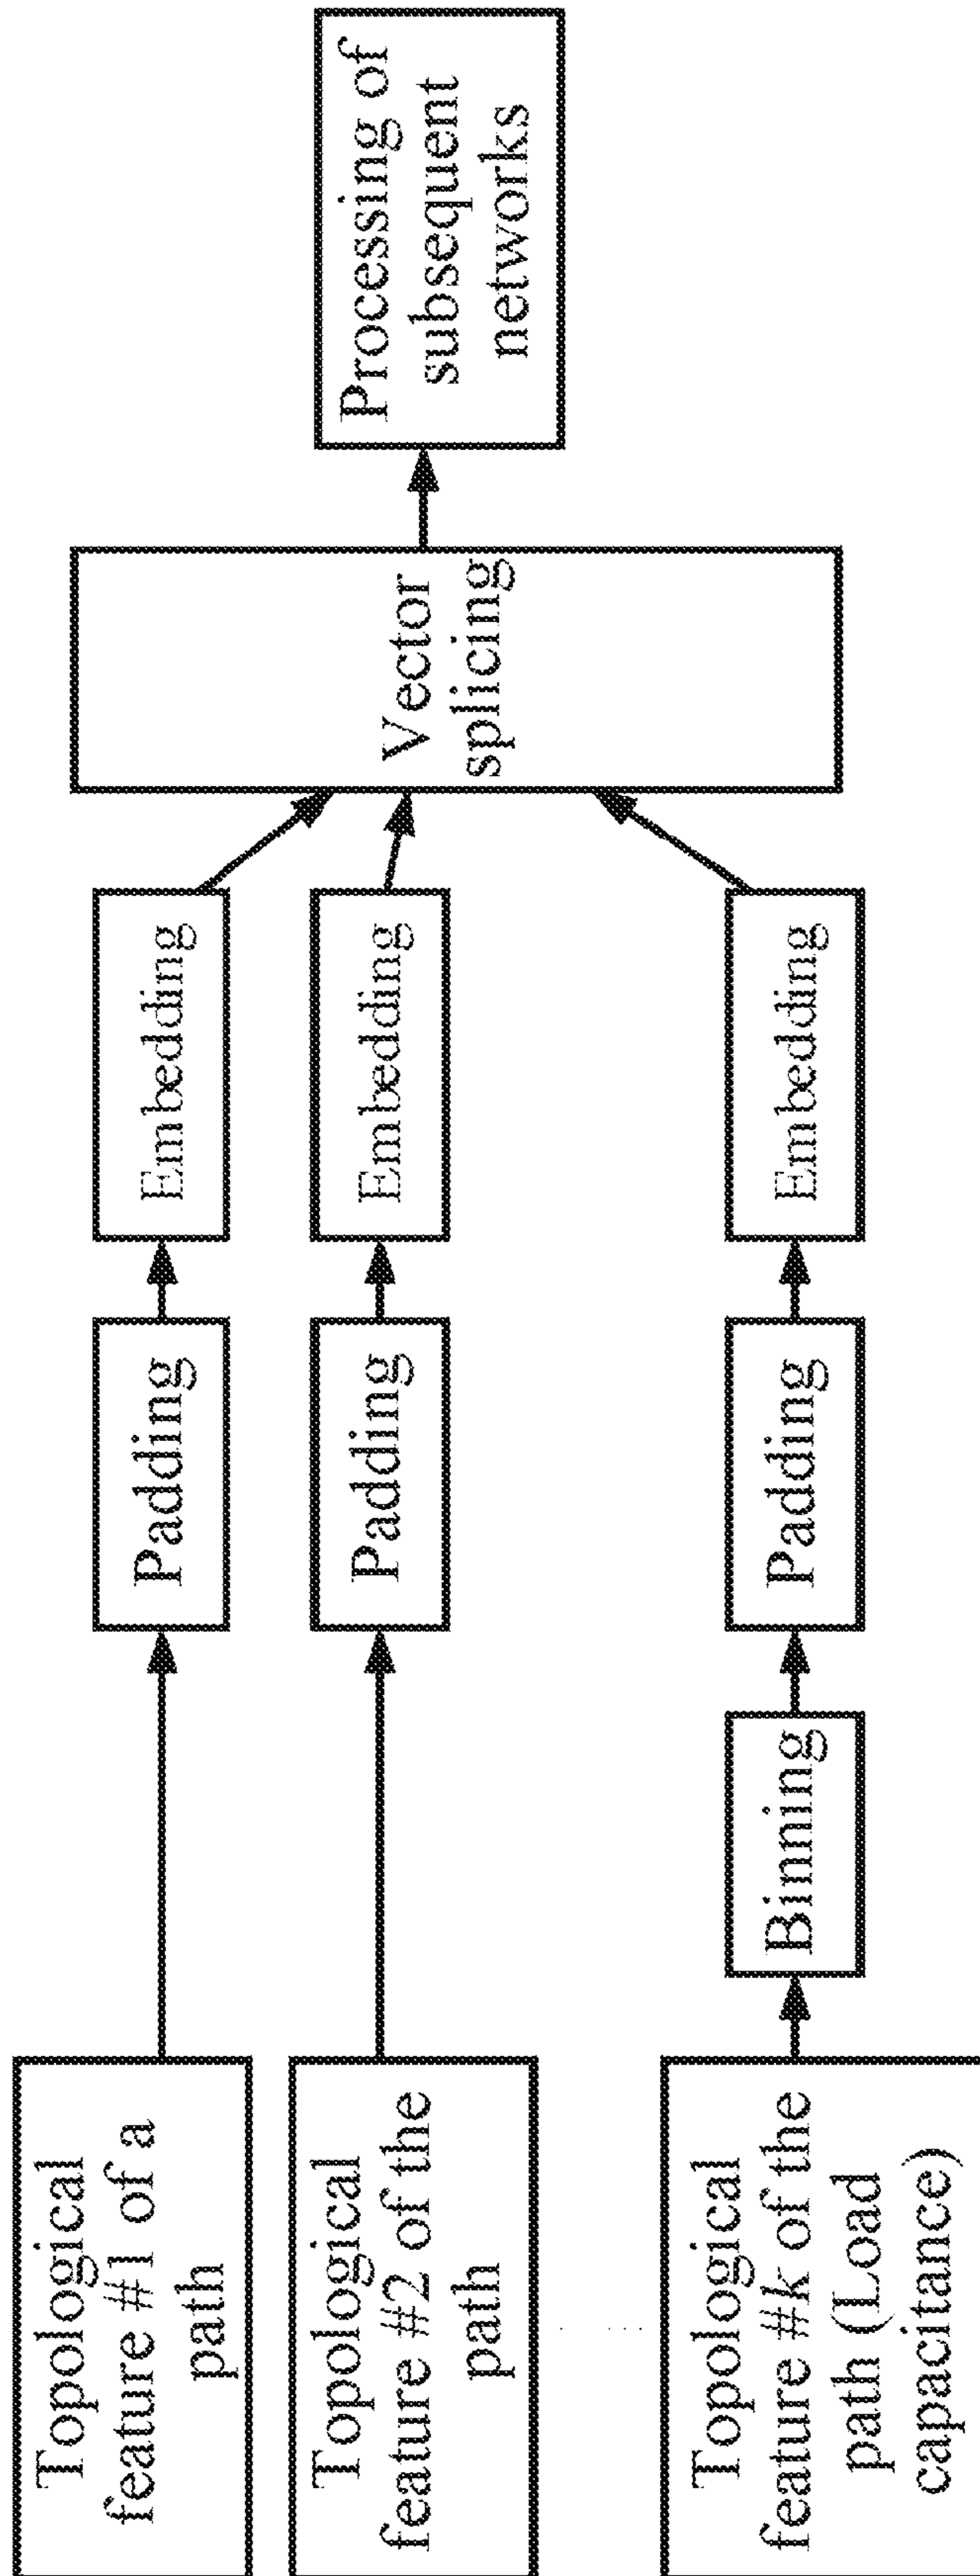 Topological
feature #1 of a
path
Padding
Embedding
Topological
feature #2 of the
path
Padding
Embedding
Topological
feature #k of the
path (Load
capacitance)
Binning
Padding
Embedding
Vector
splicing
Processing of
subsequent
networks